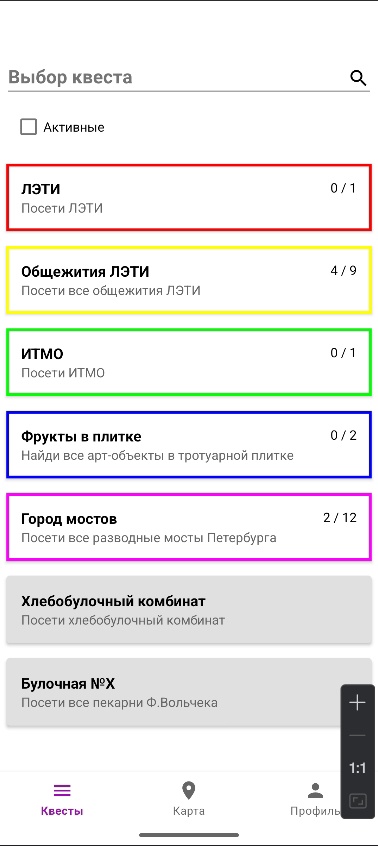 Выбор квеста
Активные
ЛЭТИ 0 / 1
Посети ЛЭТИ
Общежития ЛЭТИ 4 / 9
Посети все общежития ЛЭТИ
ИТМО 0 / 1
Посети ИТМО
Фрукты в плитке 0 / 2
Найди все арт-объекты в тротуарной плитке
Город мостов 2 / 12
Посети все разводные мосты Петербурга
Хлебобулочный комбинат
Посети хлебобулочный комбинат
Булочная №X
Посети все пекарни Ф.Вольчека
1:1
Квесты Карта Профиль